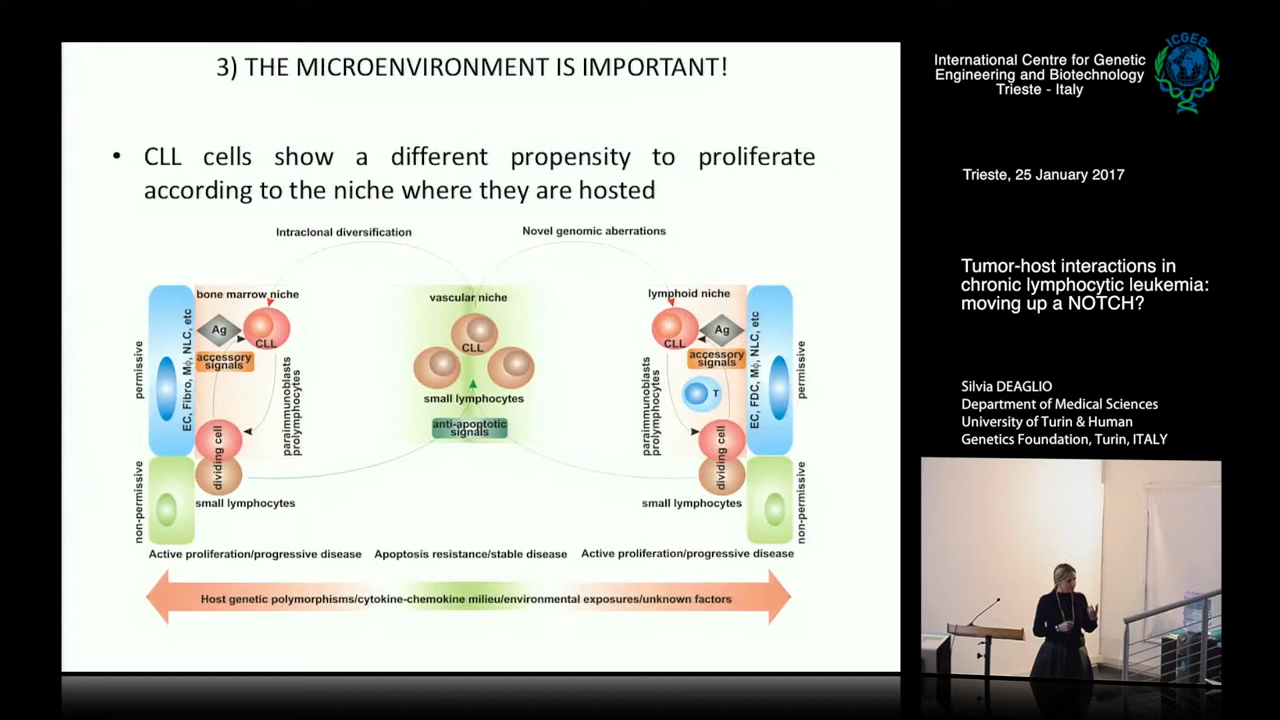 3) THE MICROENVIRONMENT IS IMPORTANT!
• CLL cells show a different propensity to proliferate
according to the niche where they are hosted
Intraclonal diversification
Novel genomic aberrations
permissive
non-permissive
EC, Fibro, Mϕ, NLC, etc
bone marrow niche
Ag
CLL
accessory
signals
paraimmunoblasts
prolymphocytes
dividing cell
small lymphocytes
vascular niche
CLL
small lymphocytes
anti-apoptotic
signals
lymphoid niche
CLL
Ag
accessory
signals
T
paraimmunoblasts
prolymphocytes
dividing cell
small lymphocytes
EC, FDC, Mϕ, NLC, etc
permissive
non-permissive
Active proliferation/progressive disease
Apoptosis resistance/stable disease
Active proliferation/progressive disease
Host genetic polymorphisms/cytokine-chemokine milieu/environmental exposures/unknown factors
International Centre for Genetic
Engineering and Biotechnology
Trieste - Italy
ICGEB
Trieste, 25 January 2017
Tumor-host interactions in
chronic lymphocytic leukemia:
moving up a NOTCH?
Silvia DEAGLIO
Department of Medical Sciences
University of Turin & Human
Genetics Foundation, Turin, ITALY